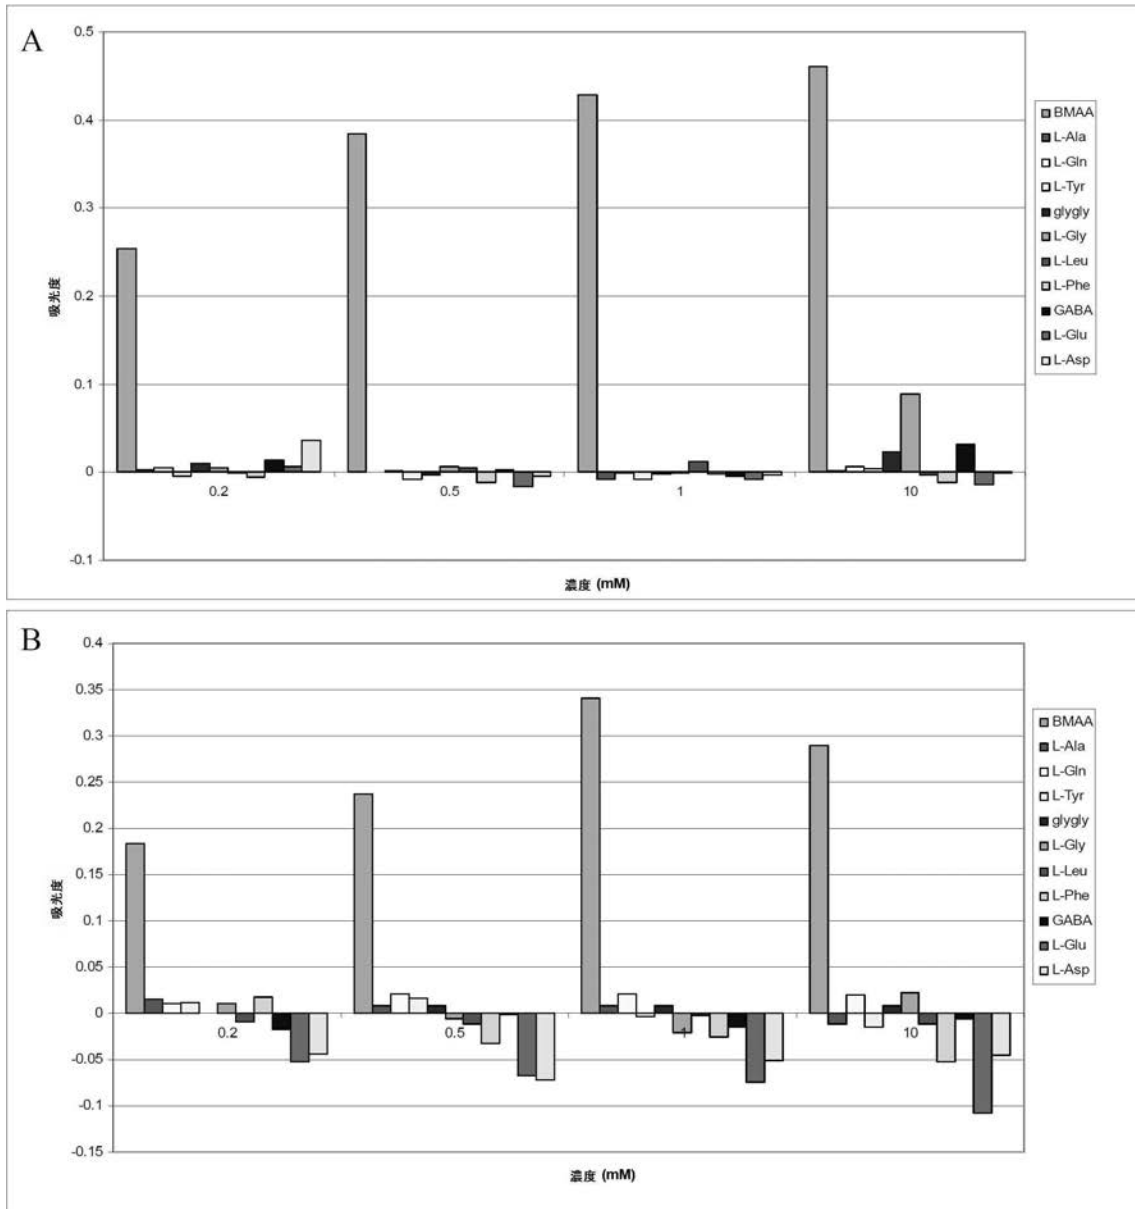 A
0.5
0.4
0.3
0.2
0.1
0
-0.1
吸光度
0.2
0.5
1
10
濃度 (mM)
BMAA
L-Ala
L-Gln
L-Tyr
glygly
L-Gly
L-Leu
L-Phe
GABA
L-Glu
L-Asp
B
0.4
0.35
0.3
0.25
0.2
0.15
0.1
0.05
0
-0.05
-0.1
-0.15
吸光度
0.2
0.5
1
10
濃度 (mM)
BMAA
L-Ala
L-Gln
L-Tyr
glygly
L-Gly
L-Leu
L-Phe
GABA
L-Glu
L-Asp